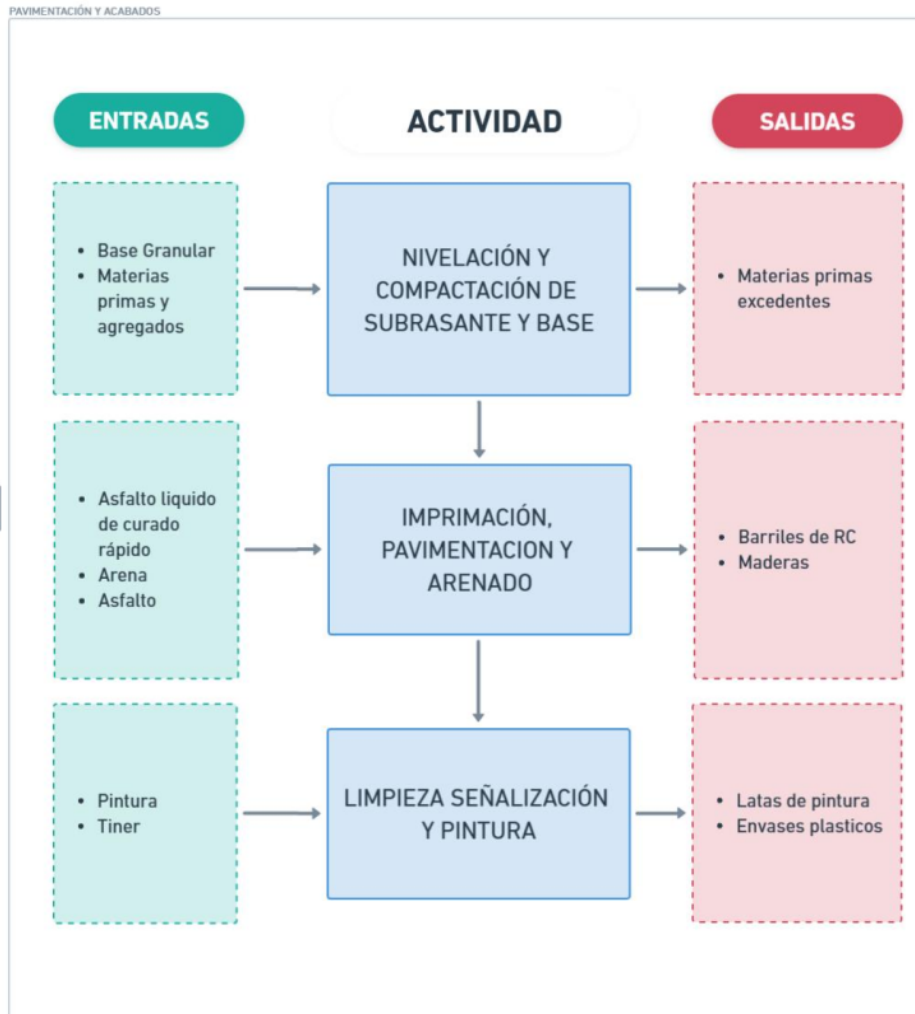 PAVIMENTACIÓN Y ACABADOS
ENTRADAS
ACTIVIDAD
SALIDAS
• Base Granular
• Materias
primas y
agregados
NIVELACIÓN Y
COMPACTACIÓN DE
SUBRASANTE Y BASE
• Materias primas
excedentes
• Asfalto liquido
de curado
rápido
• Arena
• Asfalto
IMPRIMACIÓN,
PAVIMENTACION Y
ARENADO
• Barriles de RC
• Maderas
• Pintura
• Tiner
LIMPIEZA SEÑALIZACIÓN
Y PINTURA
• Latas de pintura
• Envases plasticos